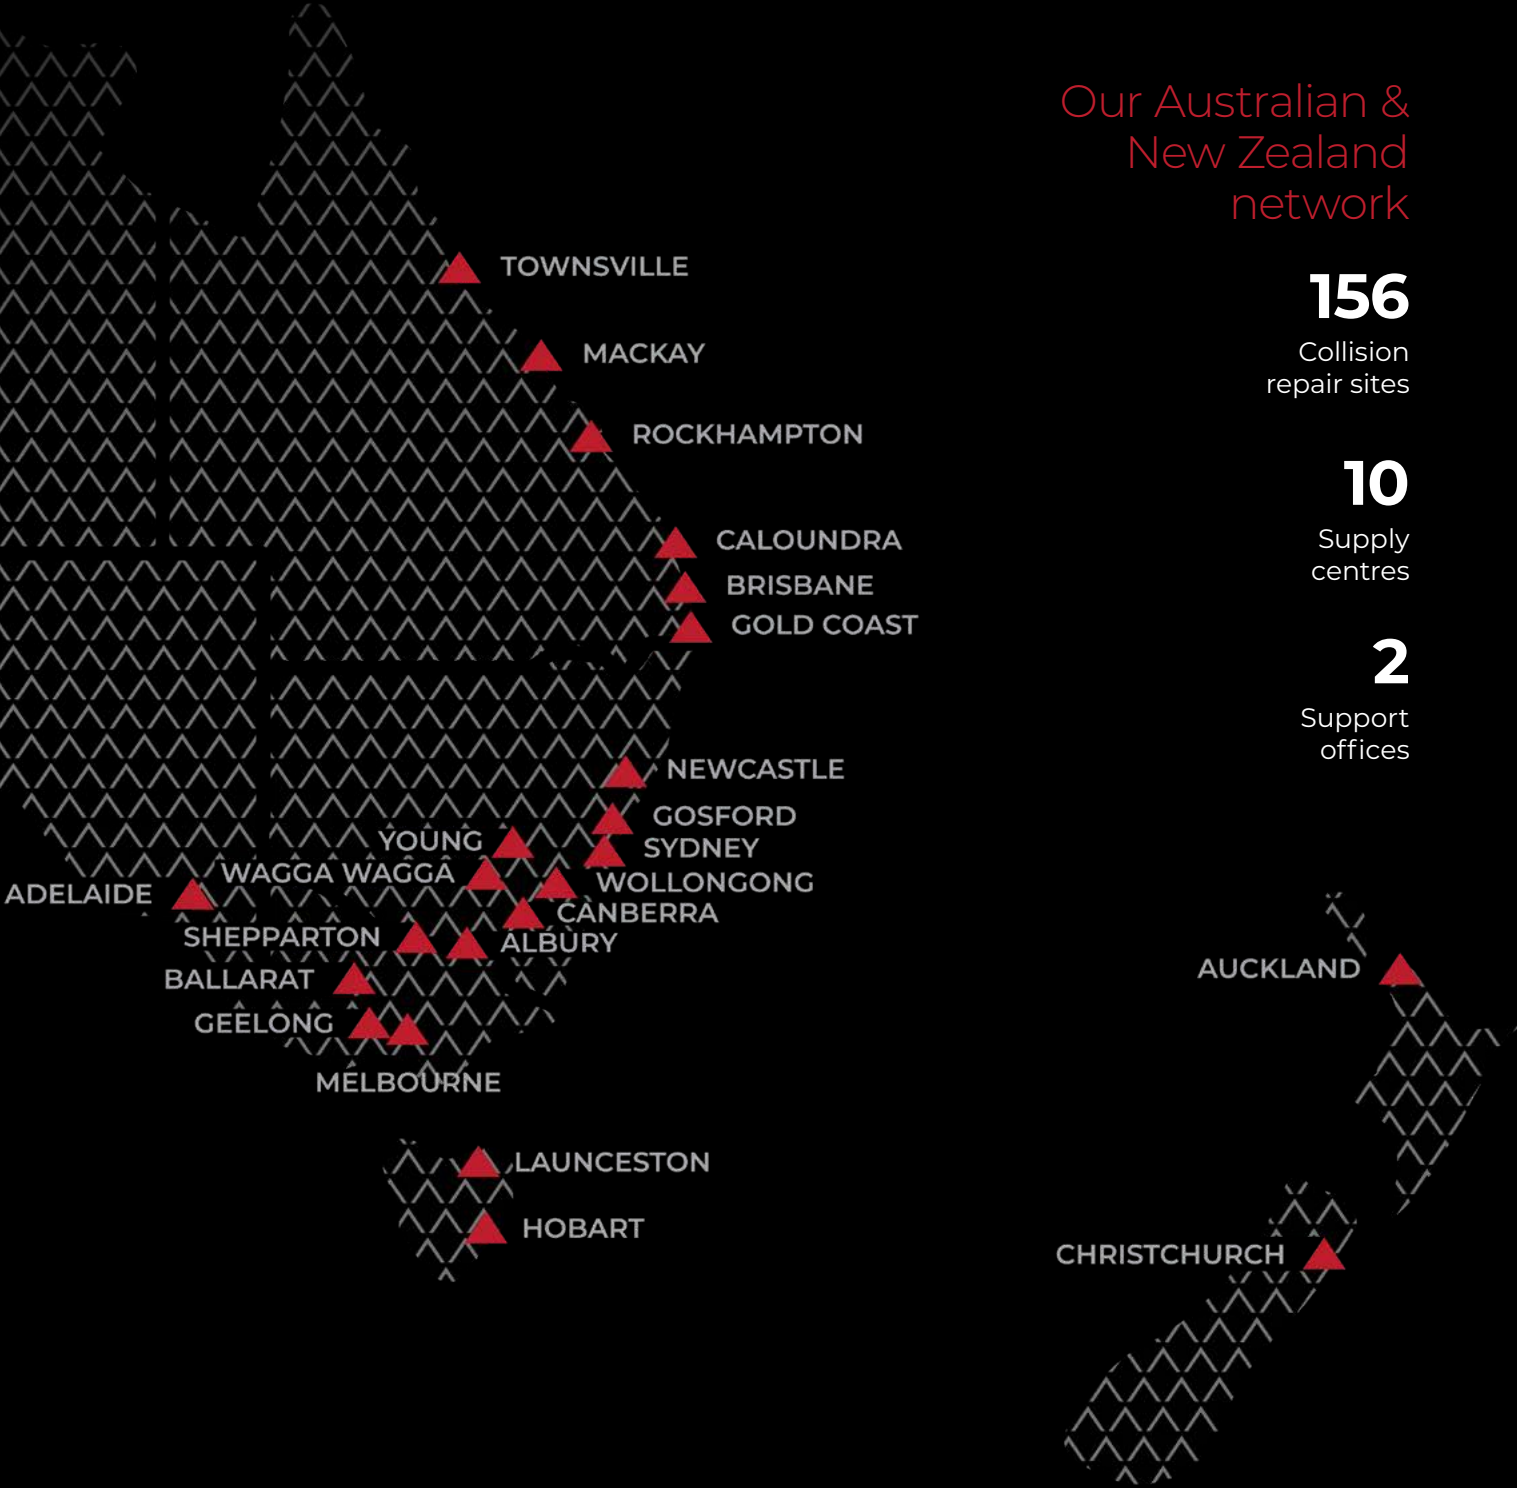 Our Australian &
New Zealand
network
156
Collision
repair sites
10
Supply
centres
2
Support
offices
TOWNSVILLE
MACKAY
ROCKHAMPTON
CALOUNDRA
BRISBANE
GOLD COAST
NEWCASTLE
GOSFORD
YOUNG
SYDNEY
WAGGA WAGGA
WOLLONGONG
ADELAIDE
CANBERRA
SHEPPARTON
ALBURY
BALLARAT
GEELONG
MELBOURNE
LAUNCESTON
HOBART
AUCKLAND
CHRISTCHURCH